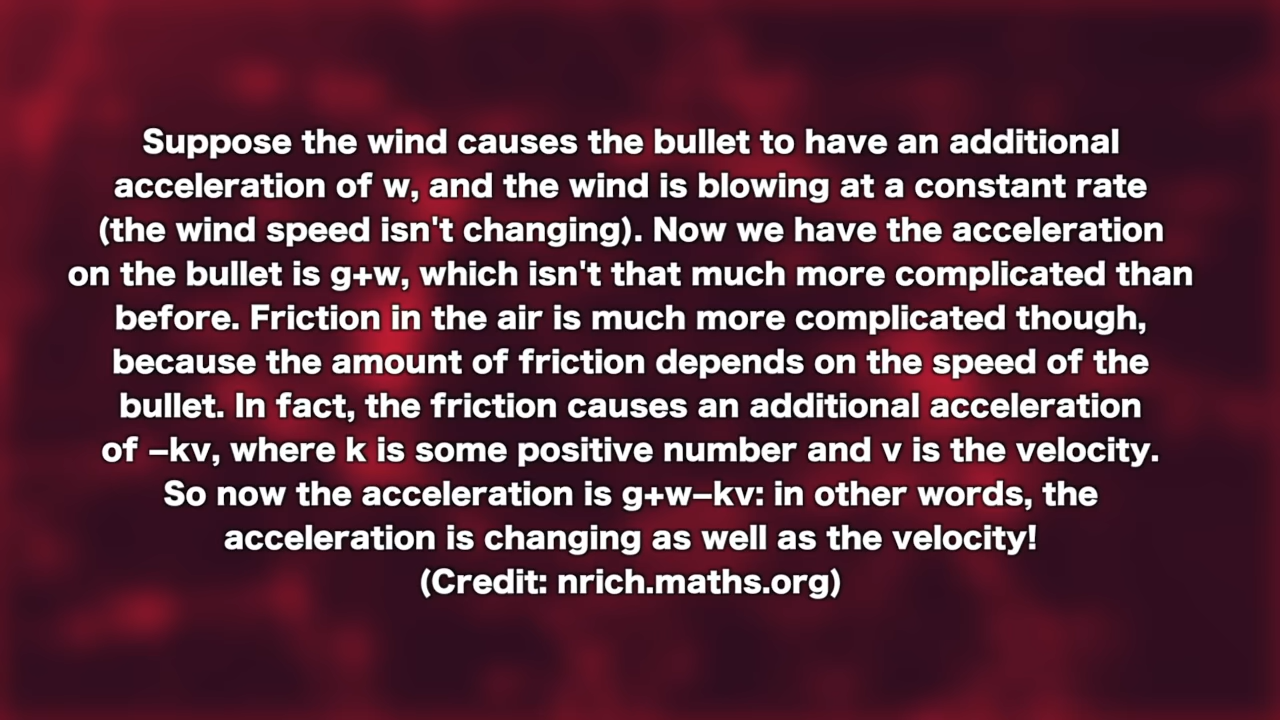 Suppose the wind causes the bullet to have an additional
acceleration of w, and the wind is blowing at a constant rate
(the wind speed isn't changing). Now we have the acceleration
on the bullet is g+w, which isn't that much more complicated than
before. Friction in the air is much more complicated though,
because the amount of friction depends on the speed of the
bullet. In fact, the friction causes an additional acceleration
of −kv, where k is some positive number and v is the velocity.
So now the acceleration is g+w−kv: in other words, the
acceleration is changing as well as the velocity!
(Credit: nrich.maths.org)